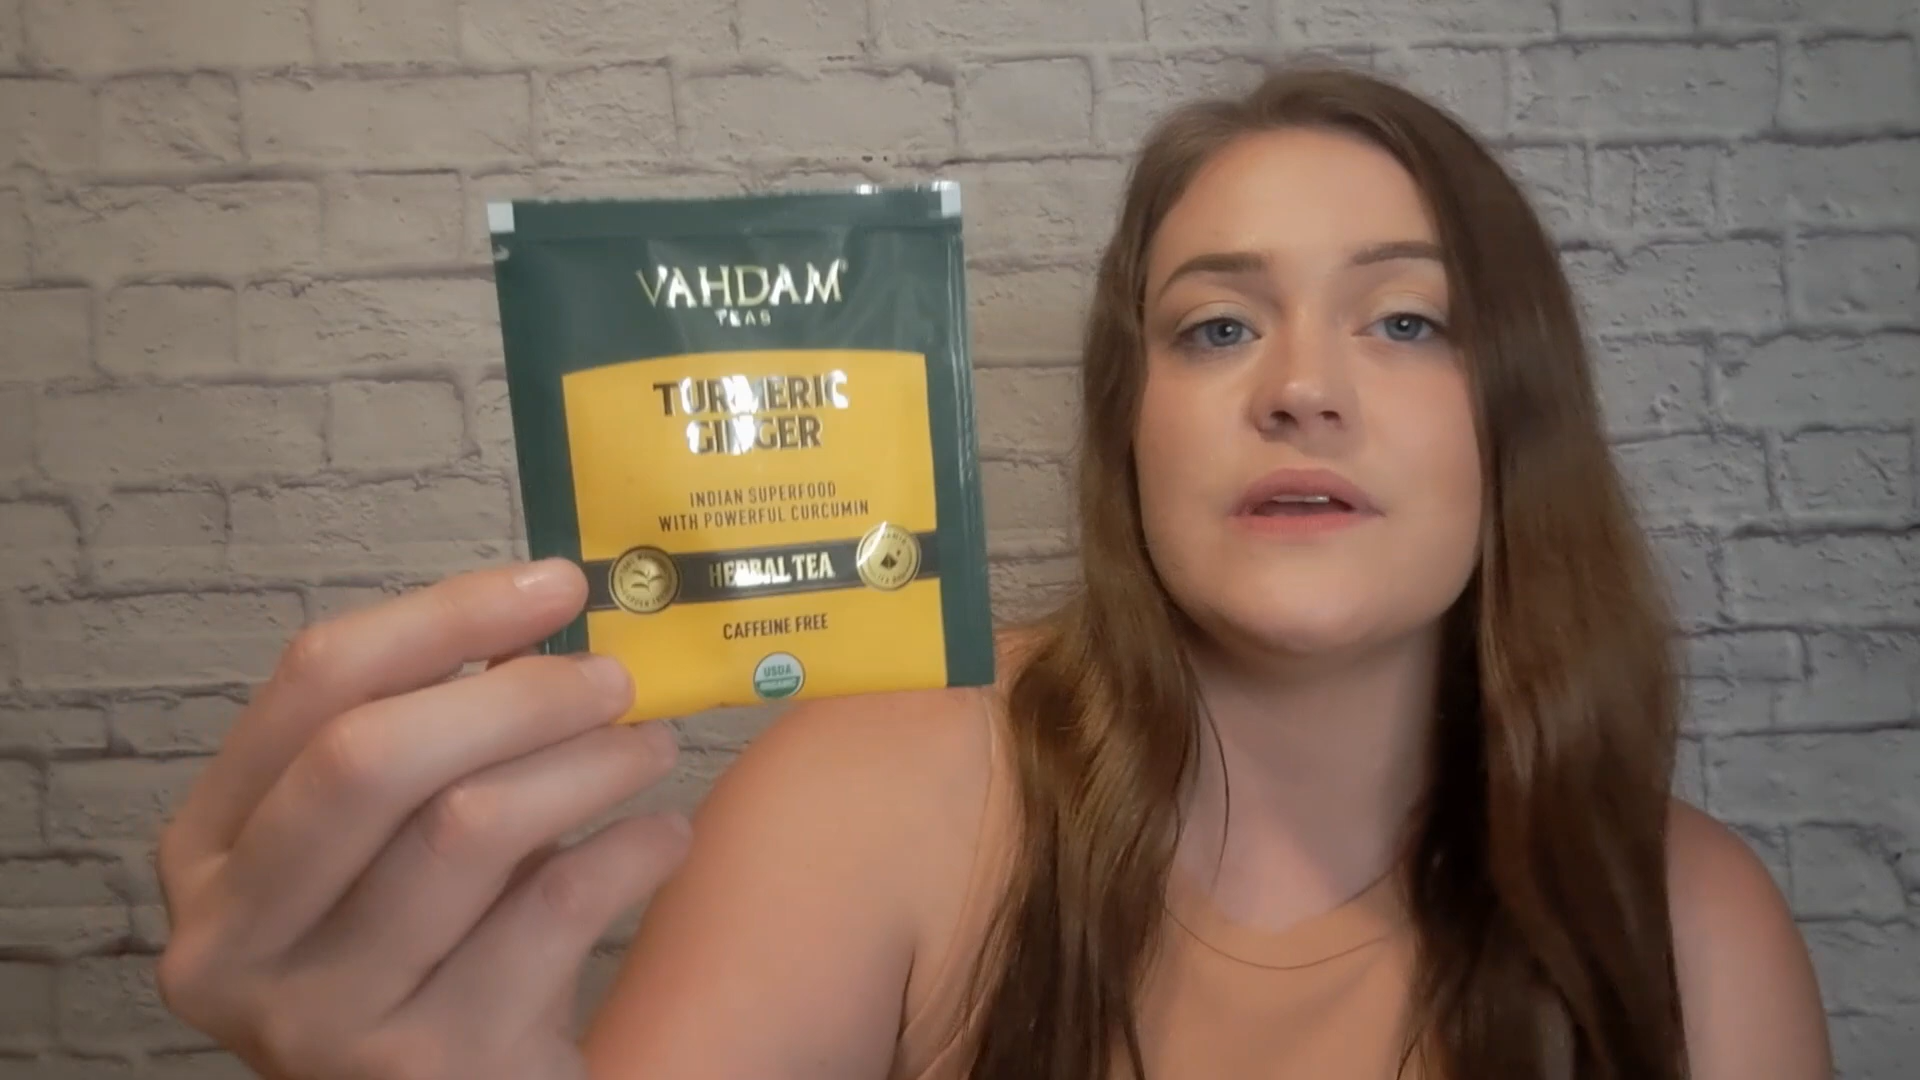 VAHDAM®
TEAS
TURMERIC
GINGER
INDIAN SUPERFOOD
WITH POWERFUL CURCUMIN
HERBAL TEA
CAFFEINE FREE
USDA
ORGANIC